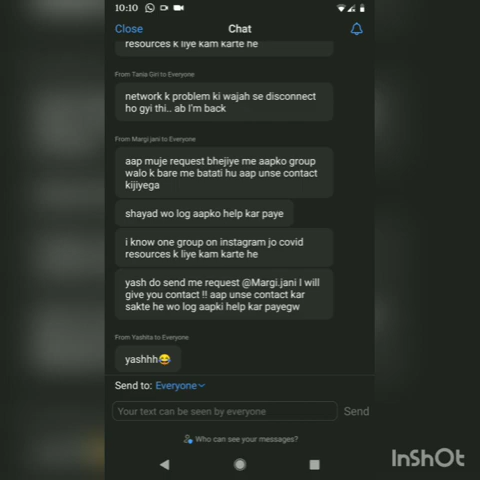 10:10
Close
Chat
resources k liye kam karte he
From Tania Giri to Everyone
network k problem ki wajah se disconnect
ho gyi thi.. ab I'm back
From Margi.jani to Everyone
aap muje request bhejiye me aapko group
walo k bare me batati hu aap unse contact
kijiyega
shayad wo log aapko help kar paye
i know one group on instagram jo covid
resources k liye kam karte he
yash do send me request @Margi.jani I will
give you contact !! aap unse contact kar
sakte he wo log aapki help kar payegw
From Yashita to Everyone
yashhh😂
Send to: Everyone
Your text can be seen by everyone
Send
Who can see your messages?
InShOt